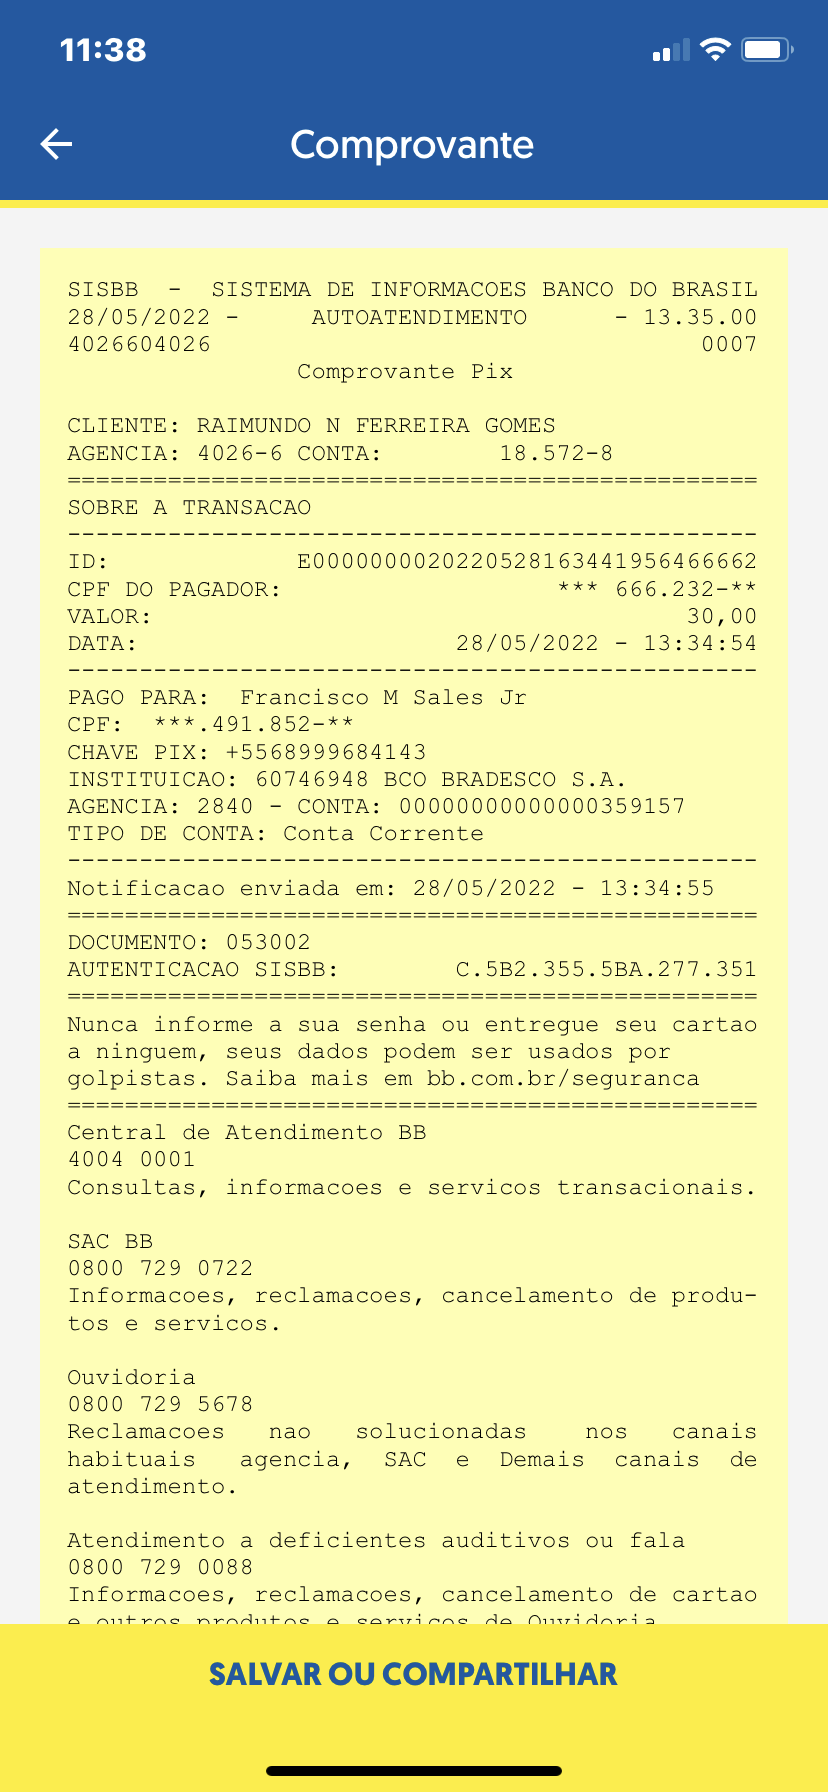 11:38
Comprovante
SISBB - SISTEMA DE INFORMACOES BANCO DO BRASIL
28/05/2022 - AUTOATENDIMENTO - 13.35.00
4026604026 0007
Comprovante Pix
CLIENTE: RAIMUNDO N FERREIRA GOMES
AGENCIA: 4026-6 CONTA: 18.572-8
================================================
SOBRE A TRANSACAO
------------------------------------------------
ID: E00000000202205281634419564666​62
CPF DO PAGADOR: *** 666.232-**
VALOR: 30,00
DATA: 28/05/2022 - 13:34:54
------------------------------------------------
PAGO PARA: Francisco M Sales Jr
CPF: ***.491.852-**
CHAVE PIX: +5568999684143
INSTITUICAO: 60746948 BCO BRADESCO S.A.
AGENCIA: 2840 - CONTA: 00000000000000359157
TIPO DE CONTA: Conta Corrente
------------------------------------------------
Notificacao enviada em: 28/05/2022 - 13:34:55
================================================
DOCUMENTO: 053002
AUTENTICACAO SISBB: C.5B2.355.5BA.277.351
================================================
Nunca informe a sua senha ou entregue seu cartao
a ninguem, seus dados podem ser usados por
golpistas. Saiba mais em bb.com.br/seguranca
================================================
Central de Atendimento BB
4004 0001
Consultas, informacoes e servicos transacionais.
SAC BB
0800 729 0722
Informacoes, reclamacoes, cancelamento de produ-
tos e servicos.
Ouvidoria
0800 729 5678
Reclamacoes nao solucionadas nos canais
habituais agencia, SAC e Demais canais de
atendimento.
Atendimento a deficientes auditivos ou fala
0800 729 0088
Informacoes, reclamacoes, cancelamento de cartao
e outros produtos e servicos de Ouvidoria
SALVAR OU COMPARTILHAR